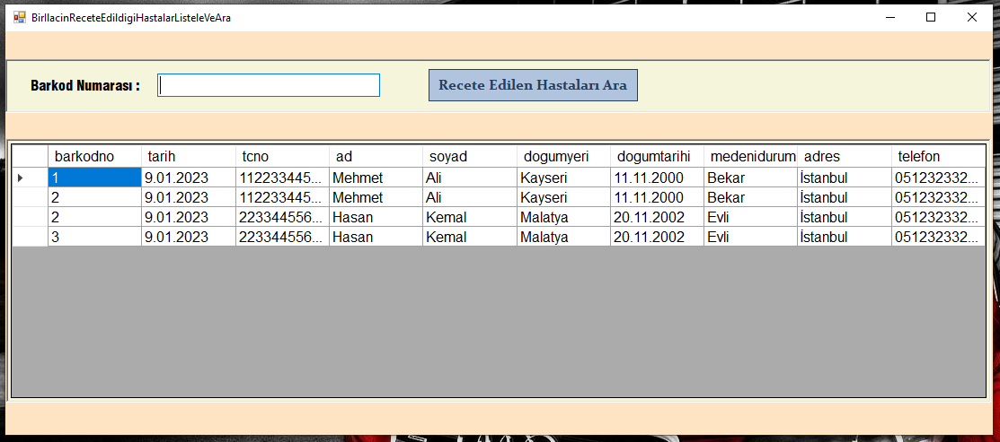 BirIlacinReceteEdildigiHastalarListeleVeAra
Barkod Numarası :
Recete Edilen Hastaları Ara
barkodno tarih tcno ad soyad dogumyeri dogumtarihi medenidurum adres telefon
1 9.01.2023 112233445... Mehmet Ali Kayseri 11.11.2000 Bekar İstanbul 051232332...
2 9.01.2023 112233445... Mehmet Ali Kayseri 11.11.2000 Bekar İstanbul 051232332...
2 9.01.2023 223344556... Hasan Kemal Malatya 20.11.2002 Evli İstanbul 051232332...
3 9.01.2023 223344556... Hasan Kemal Malatya 20.11.2002 Evli İstanbul 051232332...